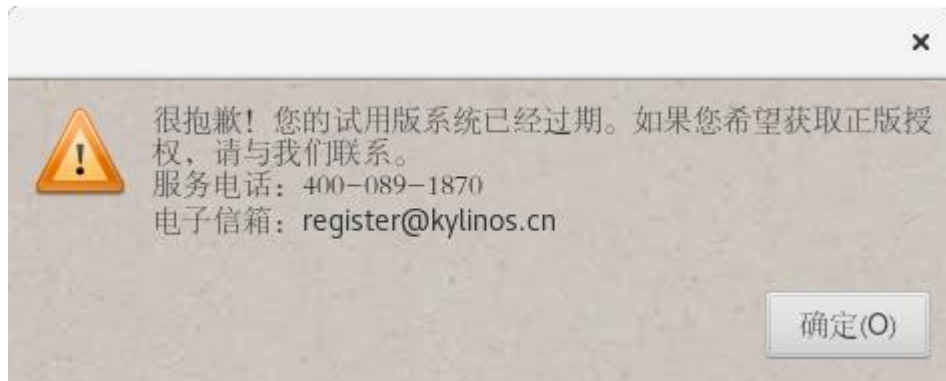 很抱歉！您的试用版系统已经过期。如果您希望获取正版授
权，请与我们联系。
服务电话：400-089-1870
电子信箱：register@kylinos.cn
确定(O)